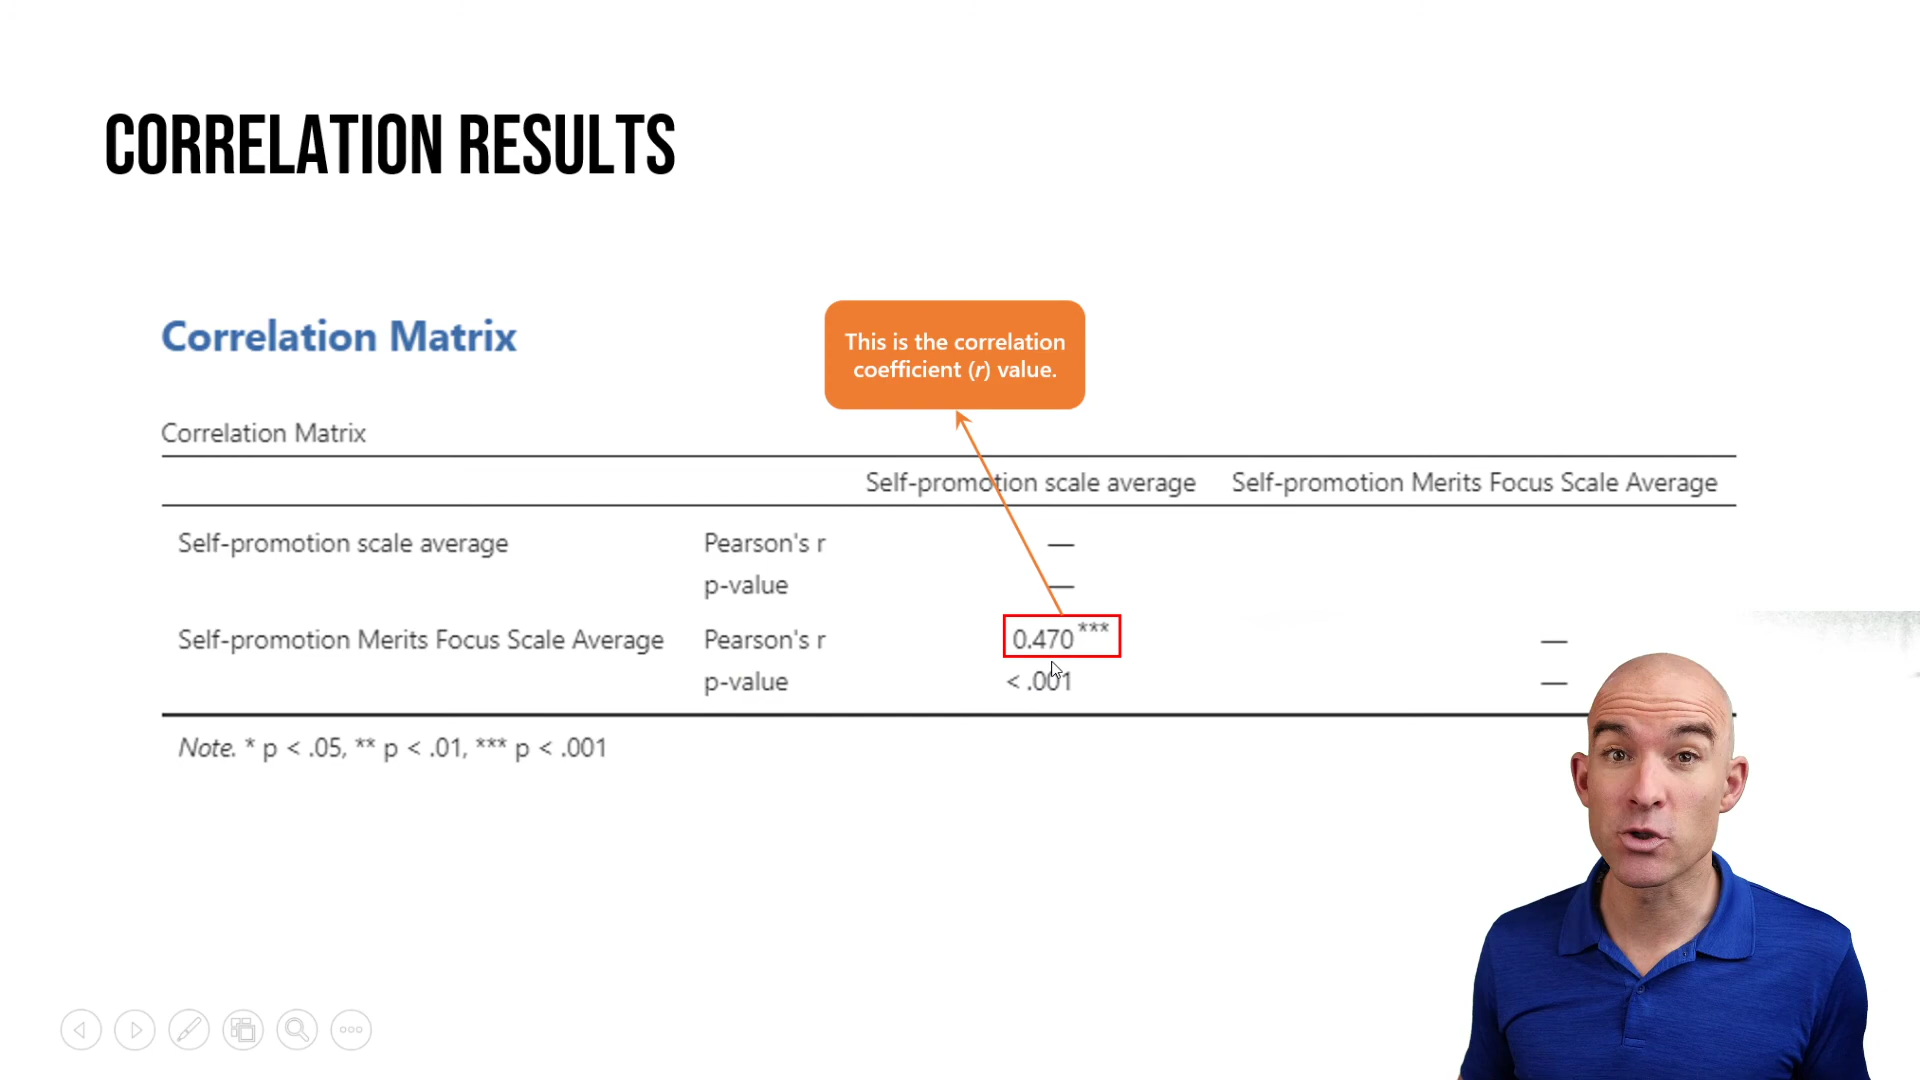 CORRELATION RESULTS
Correlation Matrix
This is the correlation
coefficient (r) value.
Correlation Matrix
Self-promotion scale average Self-promotion Merits Focus Scale Average
Self-promotion scale average Pearson's r —
p-value —
Self-promotion Merits Focus Scale Average Pearson's r 0.470*** —
p-value < .001 —
Note. * p < .05, ** p < .01, *** p < .001